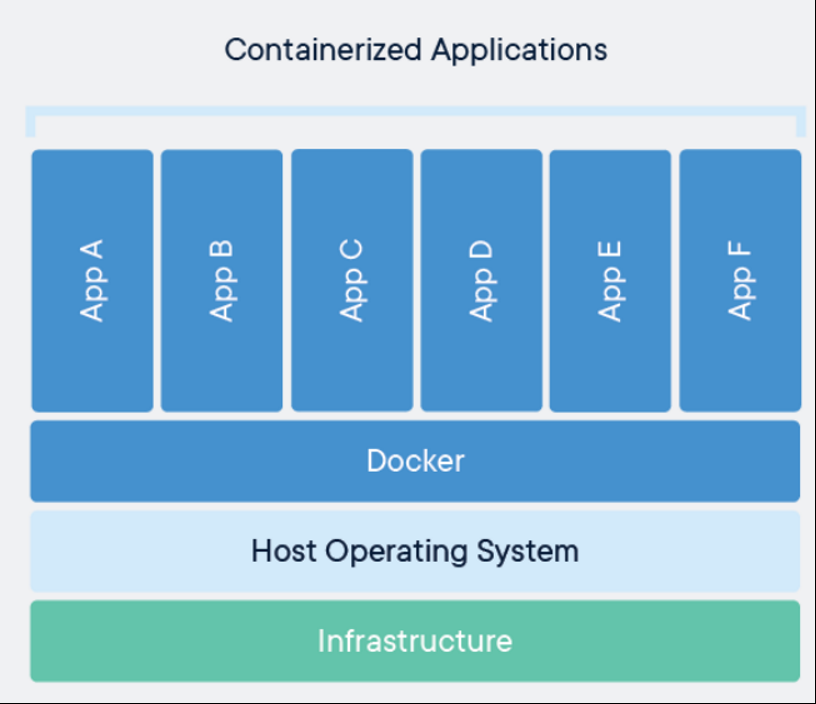 Containerized Applications
App A
App B
App C
App D
App E
App F
Docker
Host Operating System
Infrastructure